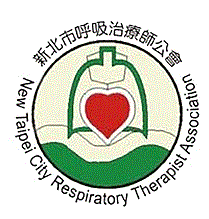 新北市呼吸治療師公會
New Taipei City Respiratory Therapist Association